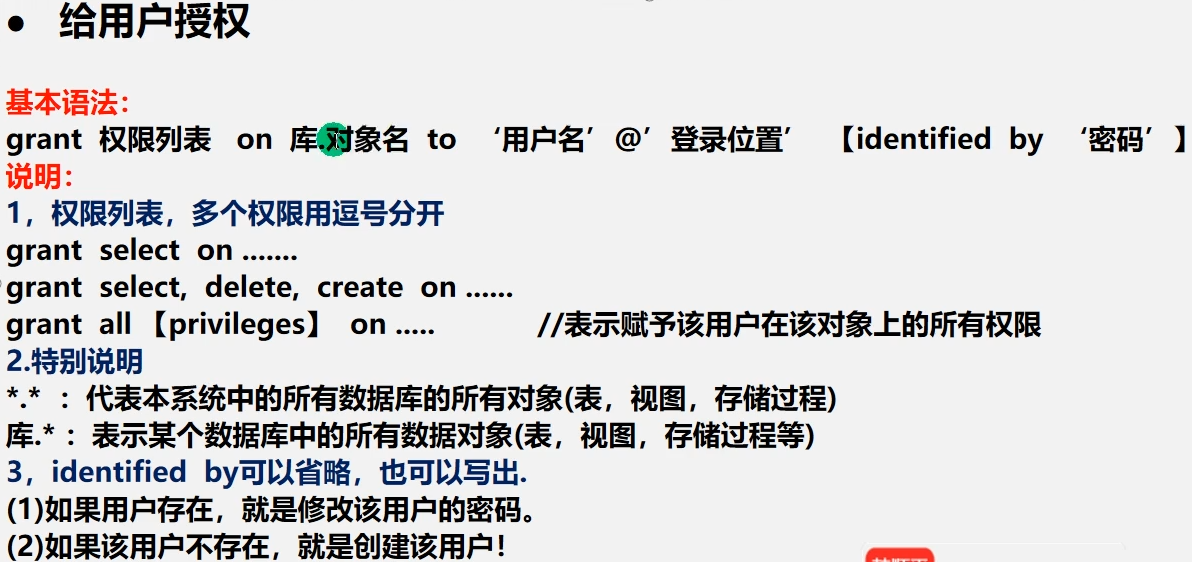 ● 给用户授权
基本语法：
grant 权限列表 on 库.对象名 to ‘用户名’ @’ 登录位置’ 【identified by ‘密码’ 】
说明：
1，权限列表，多个权限用逗号分开
grant select on .......
grant select, delete, create on ......
grant all 【privileges】 on ..... //表示赋予该用户在该对象上的所有权限
2.特别说明
*.* ：代表本系统中的所有数据库的所有对象(表，视图，存储过程)
库.*：表示某个数据库中的所有数据对象(表，视图，存储过程等)
3，identified by可以省略，也可以写出.
(1)如果用户存在，就是修改该用户的密码。
(2)如果该用户不存在，就是创建该用户！